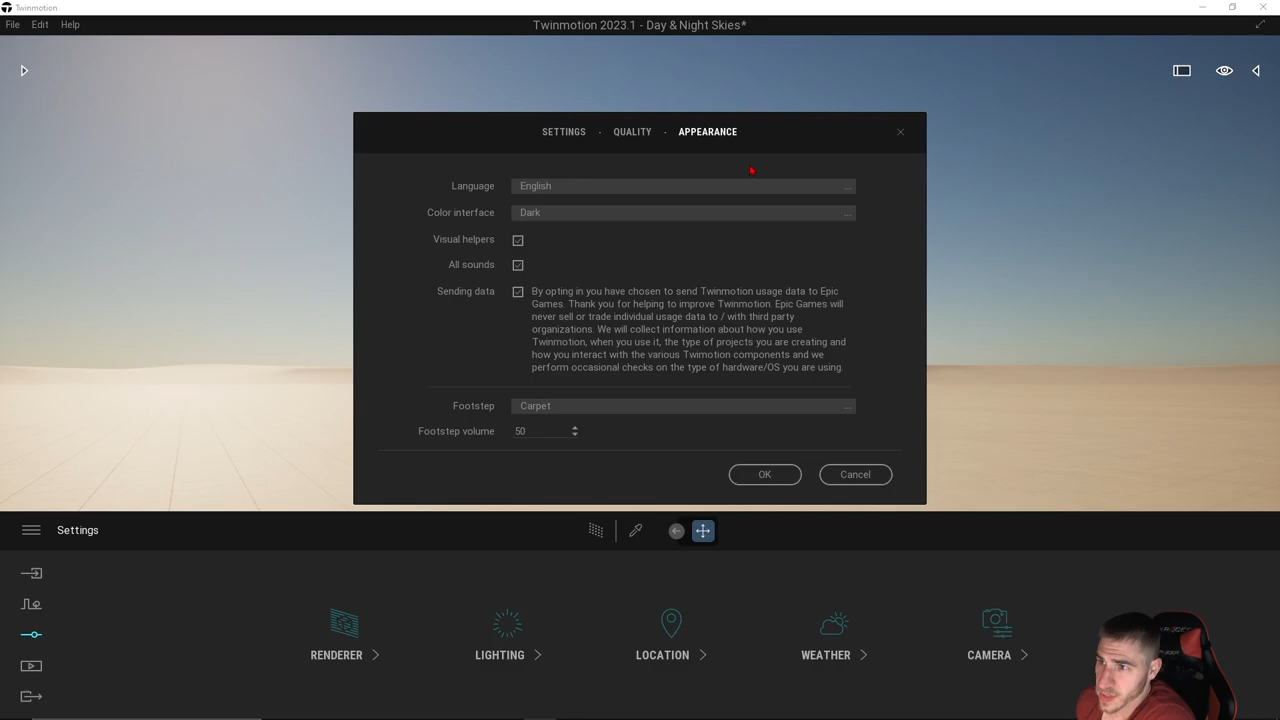 Twinmotion
File Edit Help
Twinmotion 2023.1 - Day & Night Skies*
SETTINGS · QUALITY · APPEARANCE
Language English ...
Color interface Dark ...
Visual helpers
All sounds
Sending data By opting in you have chosen to send Twinmotion usage data to Epic
Games. Thank you for helping to improve Twinmotion. Epic Games will
never sell or trade individual usage data to / with third party
organizations. We will collect information about how you use
Twinmotion, when you use it, the type of projects you are creating and
how you interact with the various Twimotion components and we
perform occasional checks on the type of hardware/OS you are using.
Footstep Carpet ...
Footstep volume 50
OK Cancel
Settings
RENDERER LIGHTING LOCATION WEATHER CAMERA